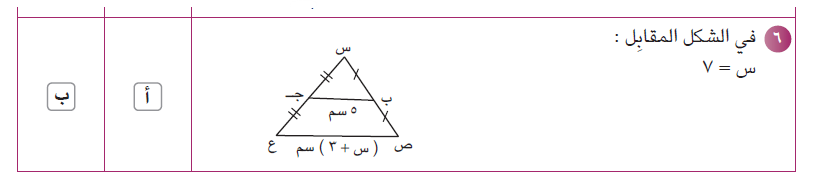 ٦ في الشكل المقابِل :
س = ٧
أ
ب
س
جـ
ب
٥ سم
ع
ص
( س + ٣ ) سم